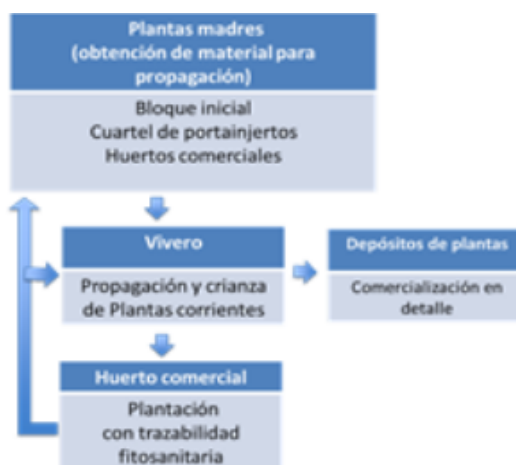 Plantas madres
(obtención de material para
propagación)
Bloque inicial
Cuartel de portainjertos
Huertos comerciales
Vivero
Propagación y crianza
de Plantas corrientes
Depósitos de plantas
Comercialización en
detalle
Huerto comercial
Plantación
con trazabilidad
fitosanitaria